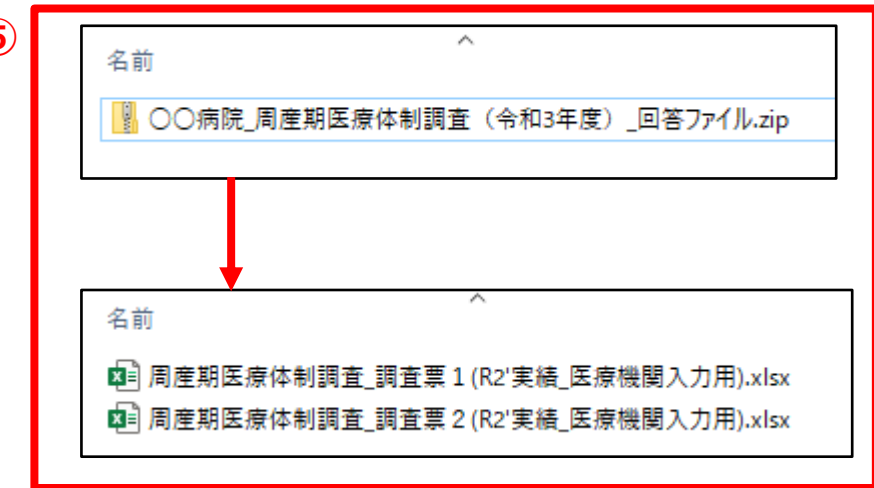 ⑤
名前
〇〇病院_周産期医療体制調査（令和3年度）_回答ファイル.zip
名前
周産期医療体制調査_調査票１(R2'実績_医療機関入力用).xlsx
周産期医療体制調査_調査票２(R2'実績_医療機関入力用).xlsx